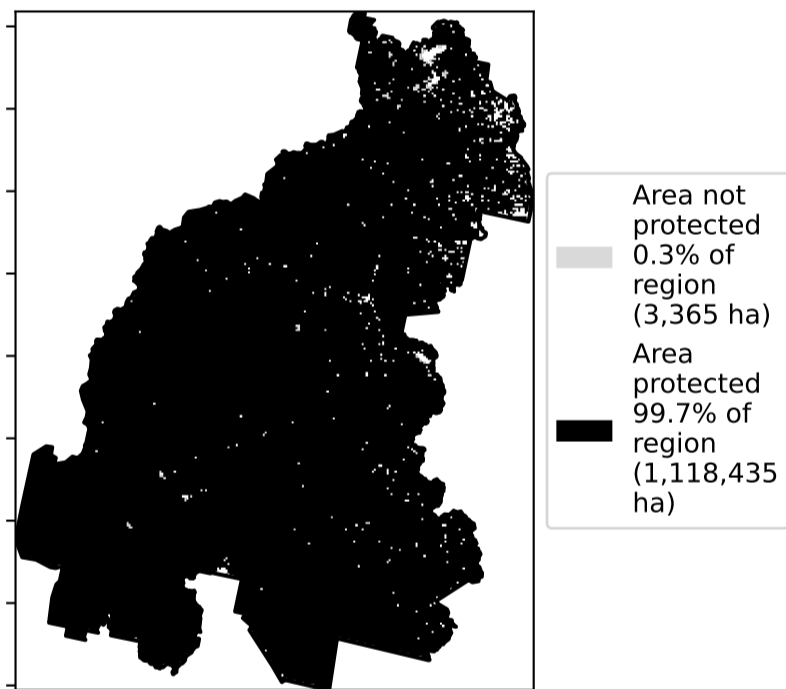 Area not
protected
0.3% of
region
(3,365 ha)
Area
protected
99.7% of
region
(1,118,435
ha)